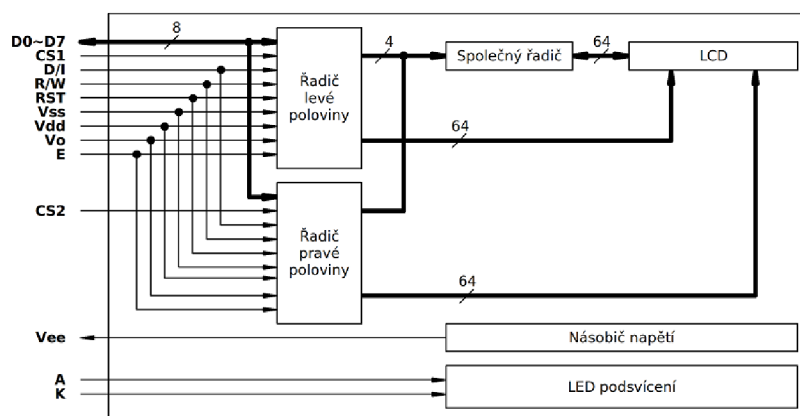 D0~D7
8
CS1
D/I
R/W
RST
Vss
Vdd
Vo
E
Řadič
levé
poloviny
4
Společný řadič
64
LCD
64
CS2
Řadič
pravé
poloviny
64
Vee
Násobič napětí
A
K
LED podsvícení